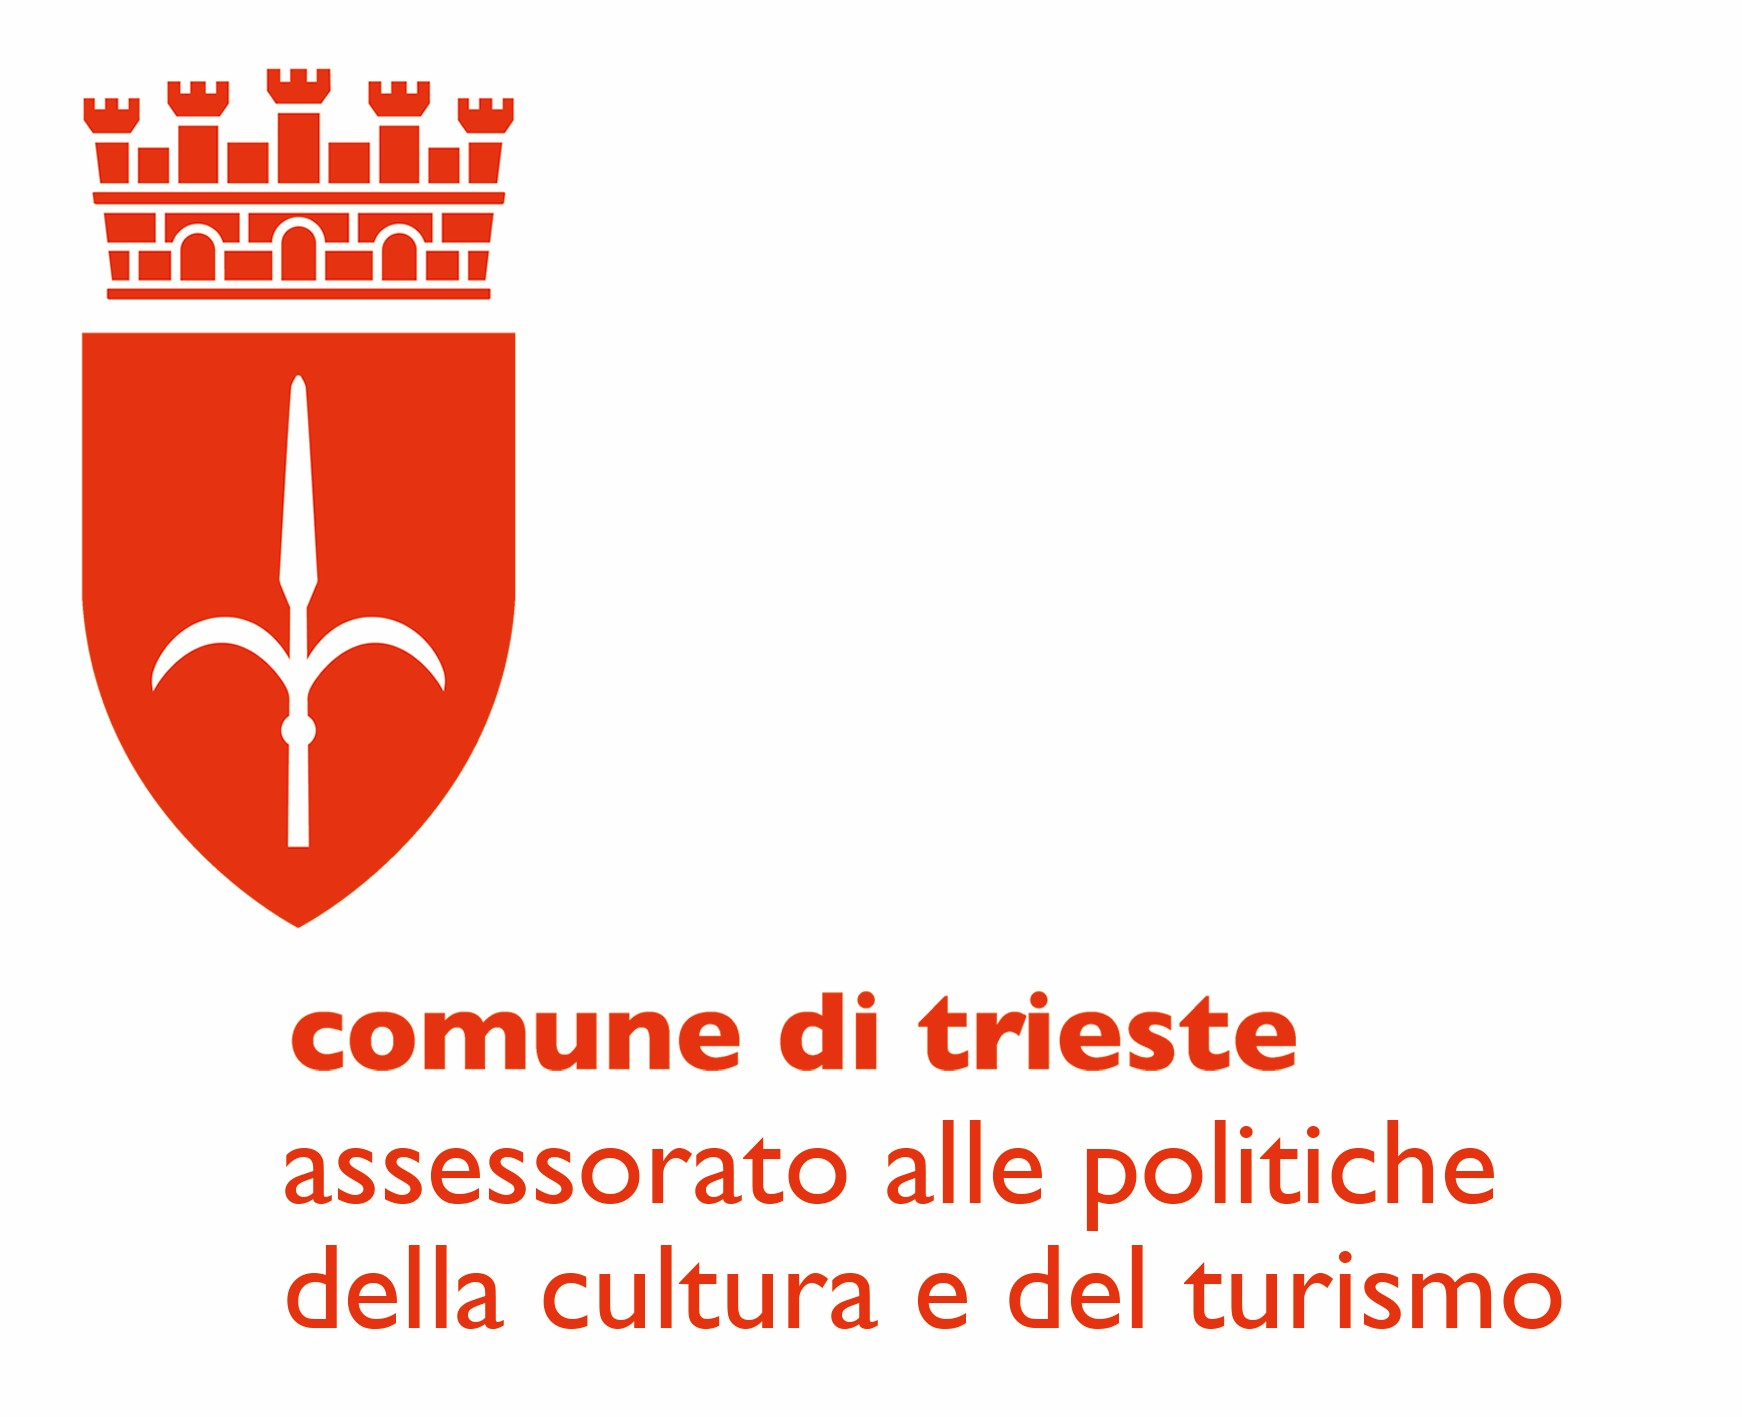 comune di trieste
assessorato alle politiche
della cultura e del turismo